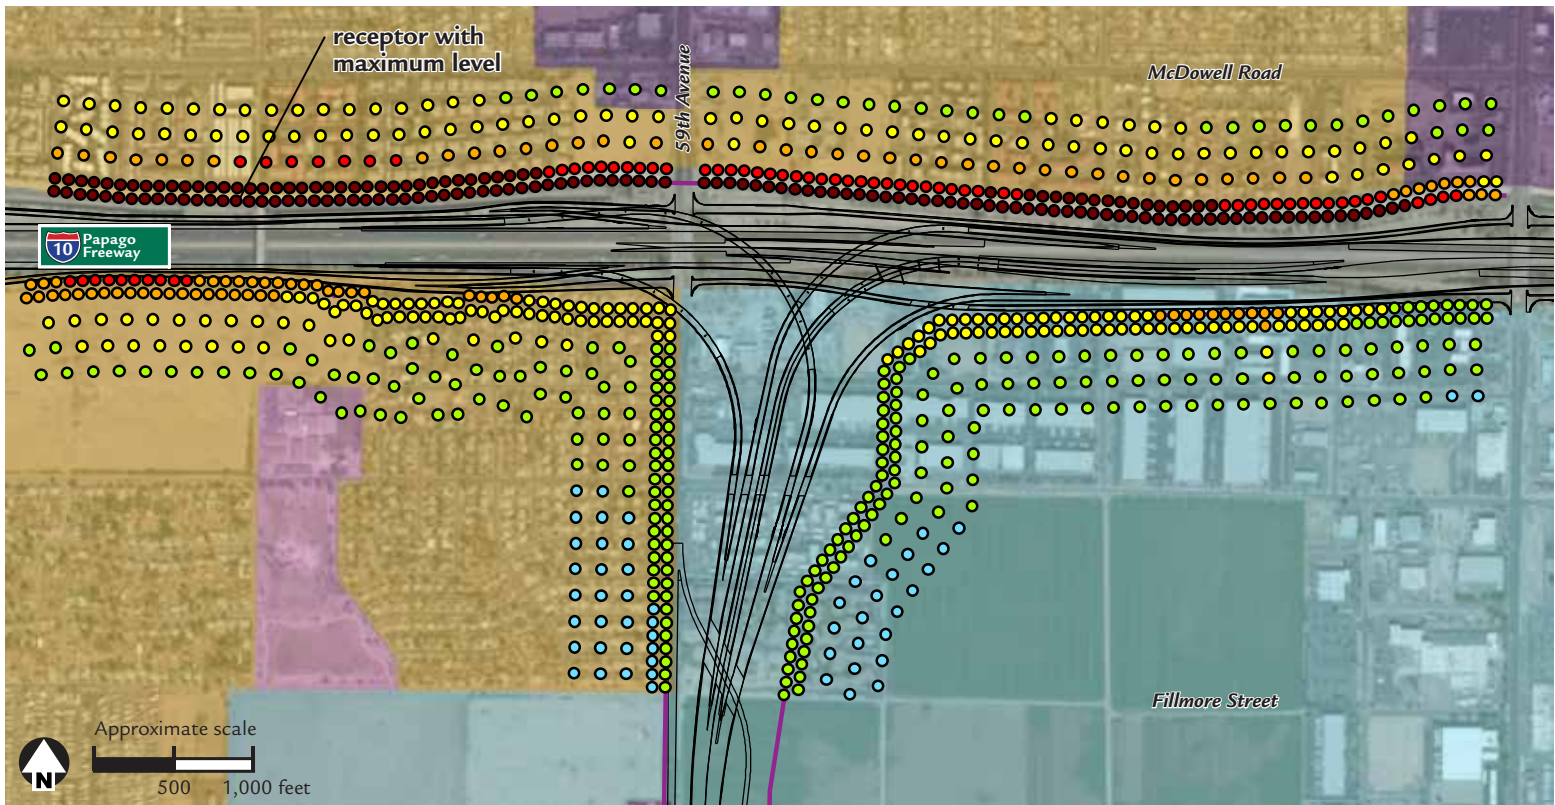 receptor with
maximum level
59th Avenue
McDowell Road
10
Papago
Freeway
Fillmore Street
Approximate scale
500
1,000 feet
N